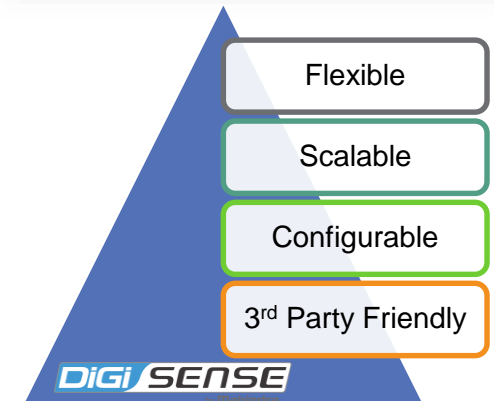 Flexible
Scalable
Configurable
3rd Party Friendly
DiGi SENSE